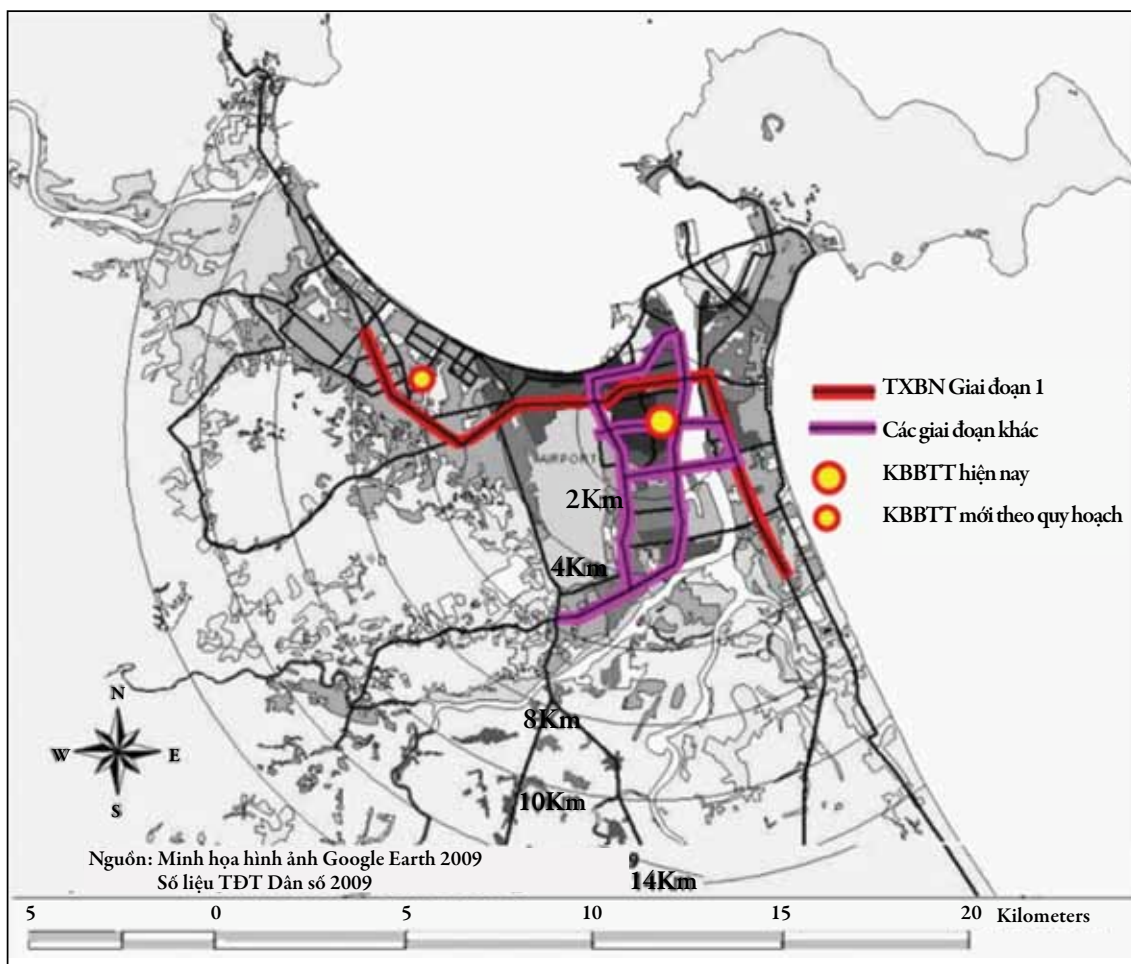 TXBN Giai đoạn 1
Các giai đoạn khác
KBBTT hiện nay
KBBTT mới theo quy hoạch
AIRPORT
2Km
4Km
8Km
10Km
14Km
N
W E
S
Nguồn: Minh họa hình ảnh Google Earth 2009
Số liệu TĐT Dân số 2009
5 0 5 10 15 20 Kilometers